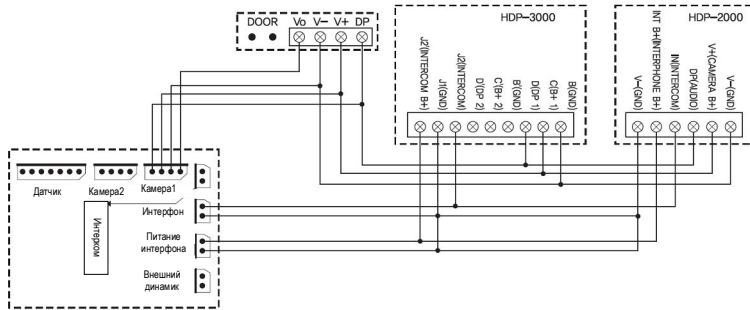 DOOR Vo V– V+ DP
HDP–3000
J2'(INTERCOM B+)
J1(GND)
J2(INTERCOM)
D'(DP 2)
C'(B+ 2)
B'(GND)
D(DP 1)
C(B+ 1)
B(GND)
HDP–2000
V–(GND)
INT B+(INTERPHONE B+)
IN(INTERCOM)
DP(AUDIO)
V+(CAMERA B+)
V–(GND)
Датчик
Камера2
Камера1
Интерфон
Интерком
Питание
интерфона
Внешний
динамик